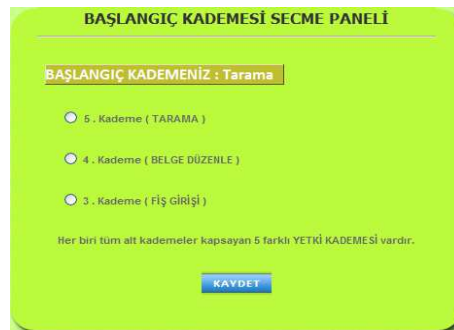 BAŞLANGIÇ KADEMESİ SECME PANELİ
BAŞLANGIÇ KADEMENİZ : Tarama
5 . Kademe ( TARAMA )
4 . Kademe ( BELGE DÜZENLE )
3 . Kademe ( FİŞ GİRİŞİ )
Her biri tüm alt kademeler kapsayan 5 farklı YETKİ KADEMESİ vardır.
KAYDET